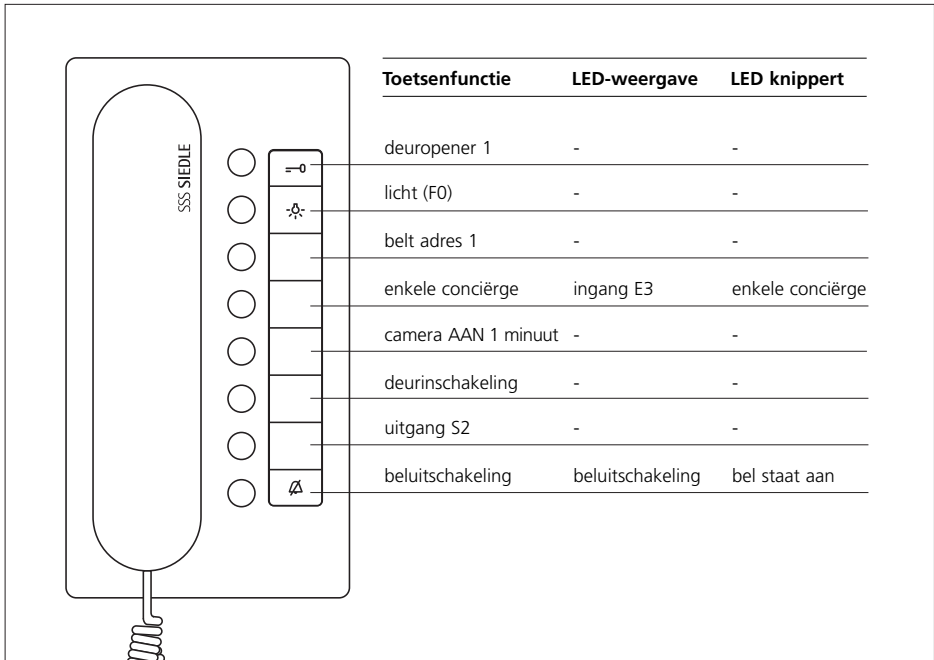 Toetsenfunctie LED-weergave LED knippert
SSS SIEDLE
deuropener 1 - -
licht (F0) - -
belt adres 1 - -
enkele conciërge ingang E3 enkele conciërge
camera AAN 1 minuut - -
deurinschakeling - -
uitgang S2 - -
beluitschakeling beluitschakeling bel staat aan